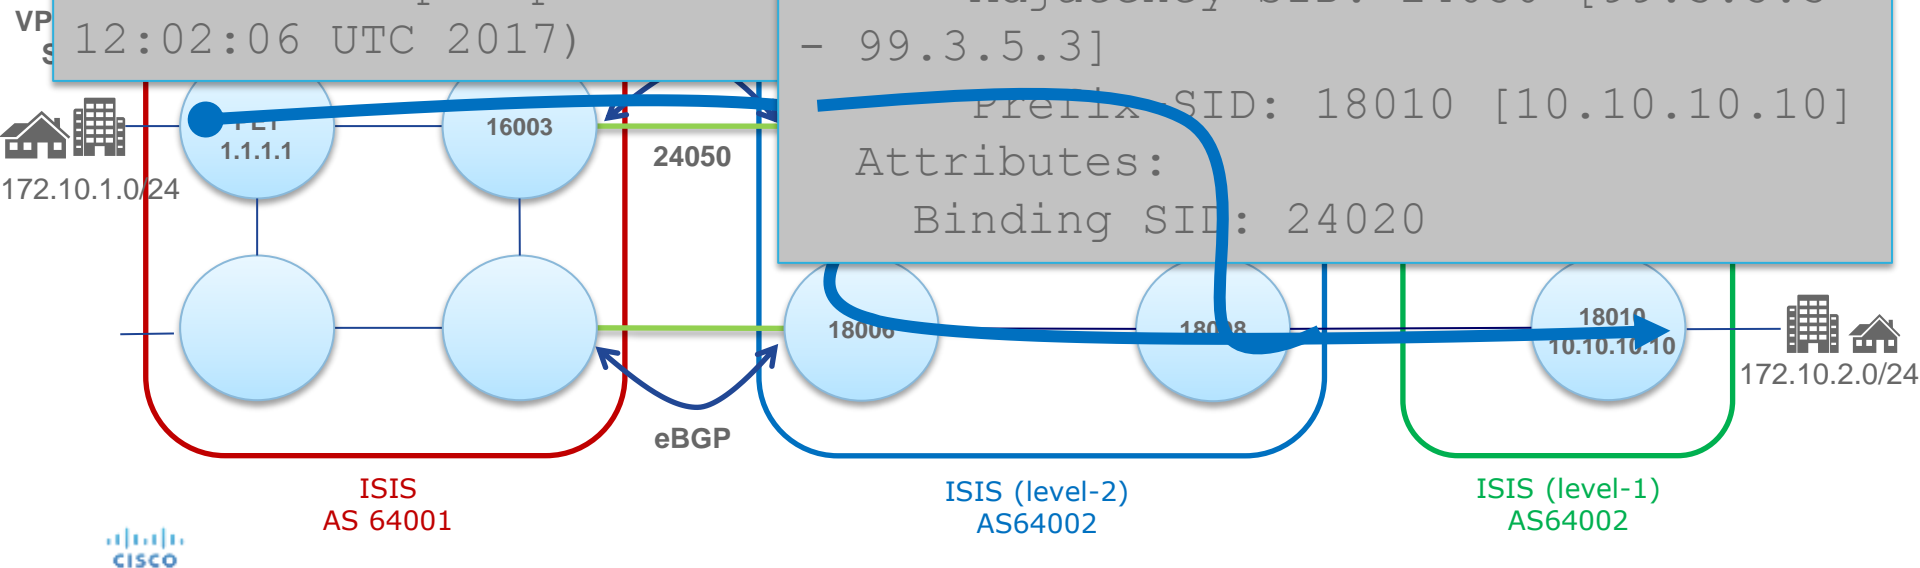 VP
12:02:06 UTC 2017)
- 99.3.5.3]
Prefix-SID: 18010 [10.10.10.10]
Attributes:
Binding SID: 24020
1.1.1.1
16003
24050
172.10.1.0/24
18006
18008
18010
10.10.10.10
172.10.2.0/24
eBGP
ISIS
AS 64001
ISIS (level-2)
AS64002
ISIS (level-1)
AS64002
CISCO